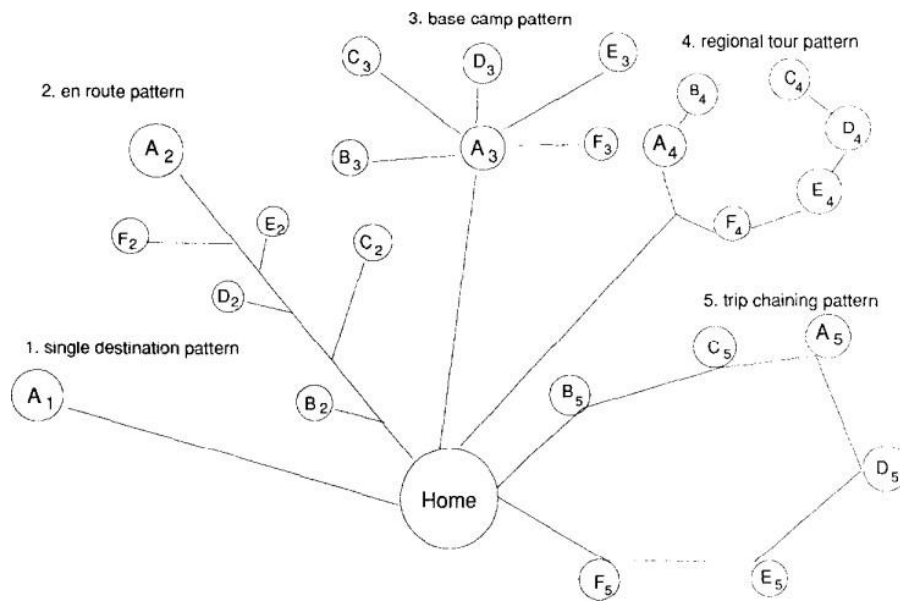 3. base camp pattern
C3
D3
E3
4. regional tour pattern
2. en route pattern
B4
C4
A2
B3
A3
F3
A4
D4
E4
F2
E2
C2
F4
D2
5. trip chaining pattern
1. single destination pattern
A5
C5
A1
B2
B5
D5
Home
F5
E5